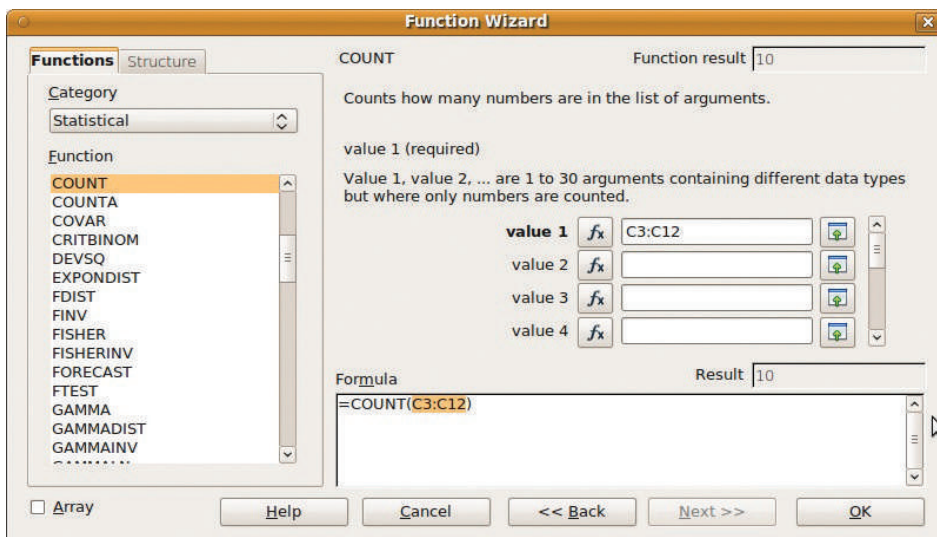 Function Wizard
Functions Structure
Category
Statistical
Function
COUNT
COUNTA
COVAR
CRITBINOM
DEVSQ
EXPONDIST
FDIST
FINV
FISHER
FISHERINV
FORECAST
FTEST
GAMMA
GAMMADIST
GAMMAINV
COUNT
Function result 10
Counts how many numbers are in the list of arguments.
value 1 (required)
Value 1, value 2, ... are 1 to 30 arguments containing different data types
but where only numbers are counted.
value 1 fx C3:C12
value 2 fx
value 3 fx
value 4 fx
Formula
Result 10
=COUNT(C3:C12)
Array
Help
Cancel
<< Back
Next >>
OK